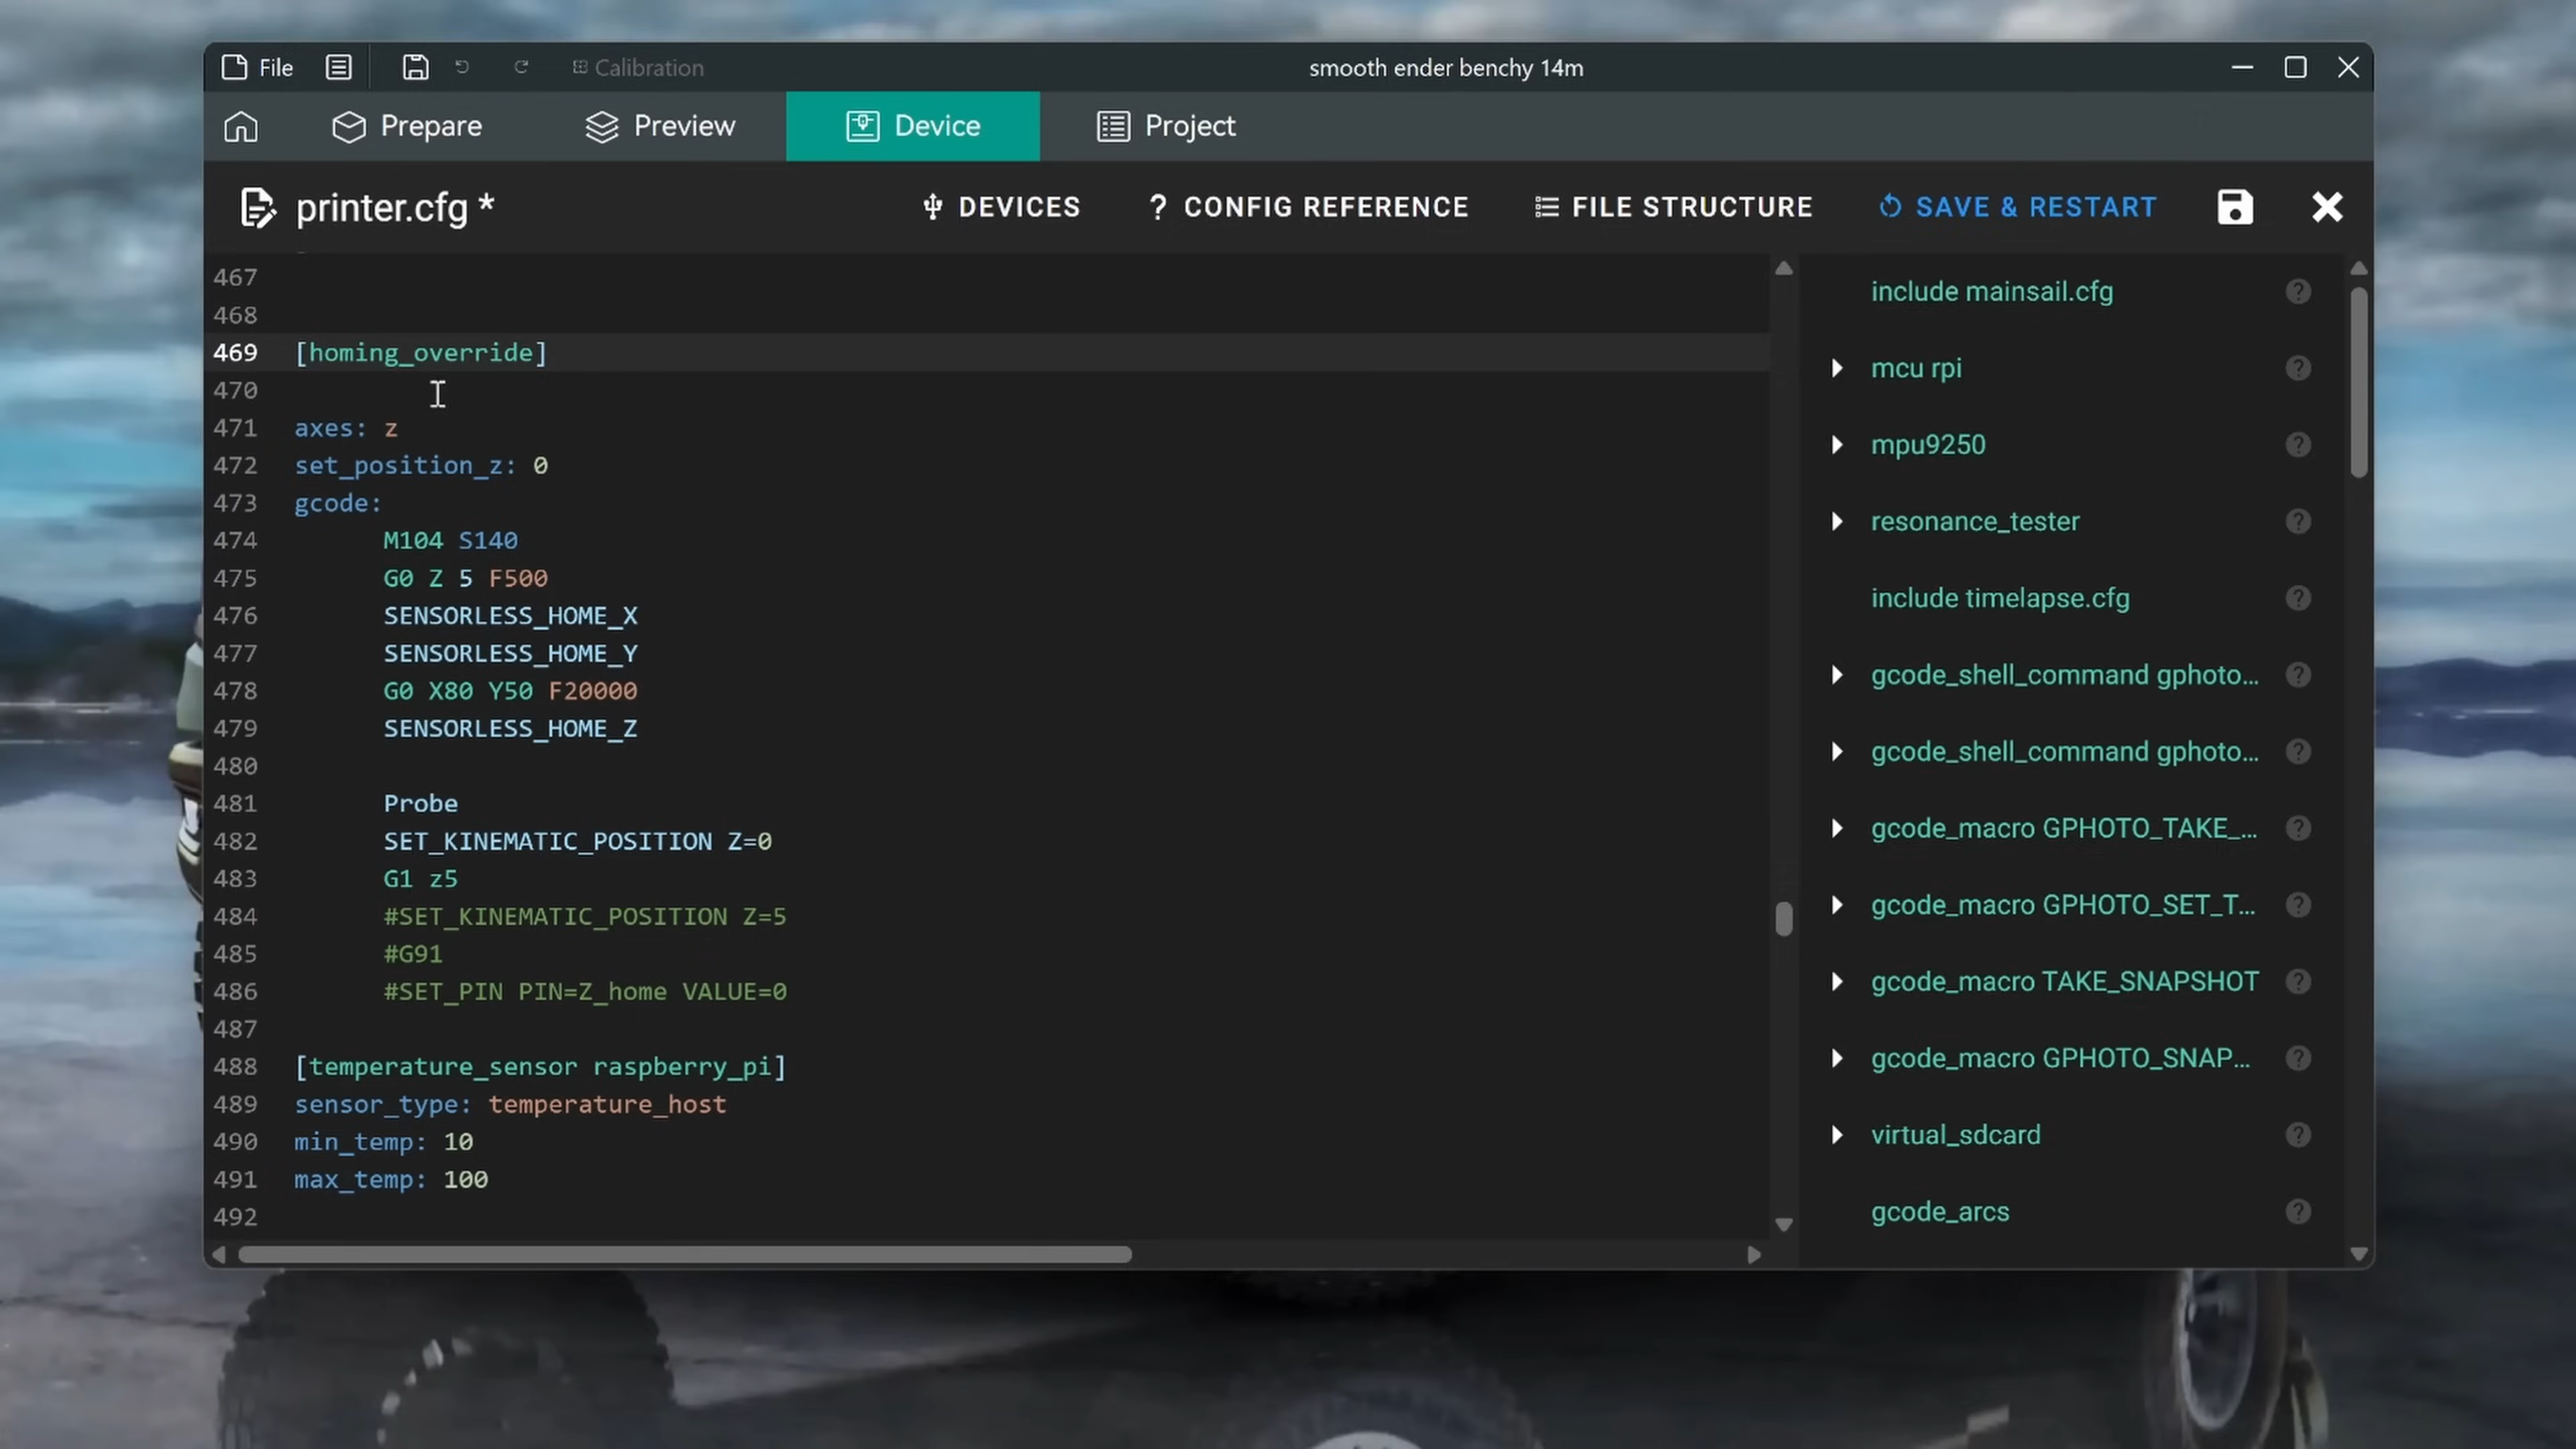 File
Calibration
smooth ender benchy 14m
Prepare
Preview
Device
Project
printer.cfg *
DEVICES
? CONFIG REFERENCE
FILE STRUCTURE
SAVE & RESTART
467
468
469 [homing_override]
470
471 axes: z
472 set_position_z: 0
473 gcode:
474 M104 S140
475 G0 Z 5 F500
476 SENSORLESS_HOME_X
477 SENSORLESS_HOME_Y
478 G0 X80 Y50 F20000
479 SENSORLESS_HOME_Z
480
481 Probe
482 SET_KINEMATIC_POSITION Z=0
483 G1 z5
484 #SET_KINEMATIC_POSITION Z=5
485 #G91
486 #SET_PIN PIN=Z_home VALUE=0
487
488 [temperature_sensor raspberry_pi]
489 sensor_type: temperature_host
490 min_temp: 10
491 max_temp: 100
492
include mainsail.cfg ?
mcu rpi ?
mpu9250 ?
resonance_tester ?
include timelapse.cfg ?
gcode_shell_command gphoto... ?
gcode_shell_command gphoto... ?
gcode_macro GPHOTO_TAKE_... ?
gcode_macro GPHOTO_SET_T... ?
gcode_macro TAKE_SNAPSHOT ?
gcode_macro GPHOTO_SNAP... ?
virtual_sdcard ?
gcode_arcs ?